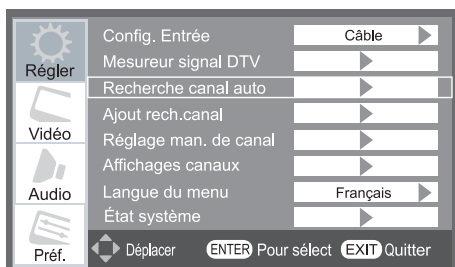 Régler
Vidéo
Audio
Préf.
Config. Entrée Câble
Mesureur signal DTV
Recherche canal auto
Ajout rech.canal
Réglage man. de canal
Affichages canaux
Langue du menu Français
État système
Déplacer ENTER Pour sélect EXIT Quitter